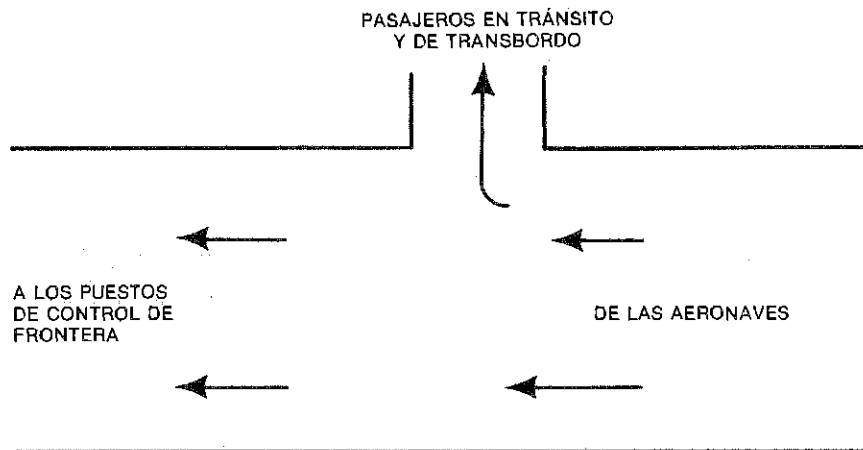 PASAJEROS EN TRÁNSITO
Y DE TRANSBORDO
A LOS PUESTOS
DE CONTROL DE
FRONTERA
DE LAS AERONAVES